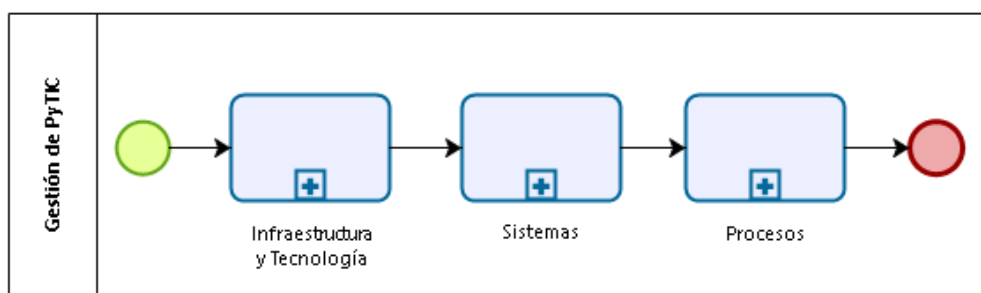 Gestión de PyTIC
Infraestructura
y Tecnología
Sistemas
Procesos